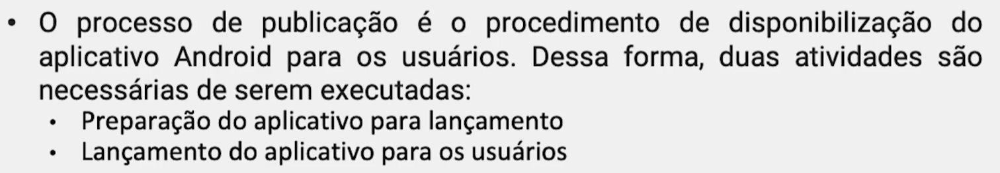 • O processo de publicação é o procedimento de disponibilização do
aplicativo Android para os usuários. Dessa forma, duas atividades são
necessárias de serem executadas:
• Preparação do aplicativo para lançamento
• Lançamento do aplicativo para os usuários